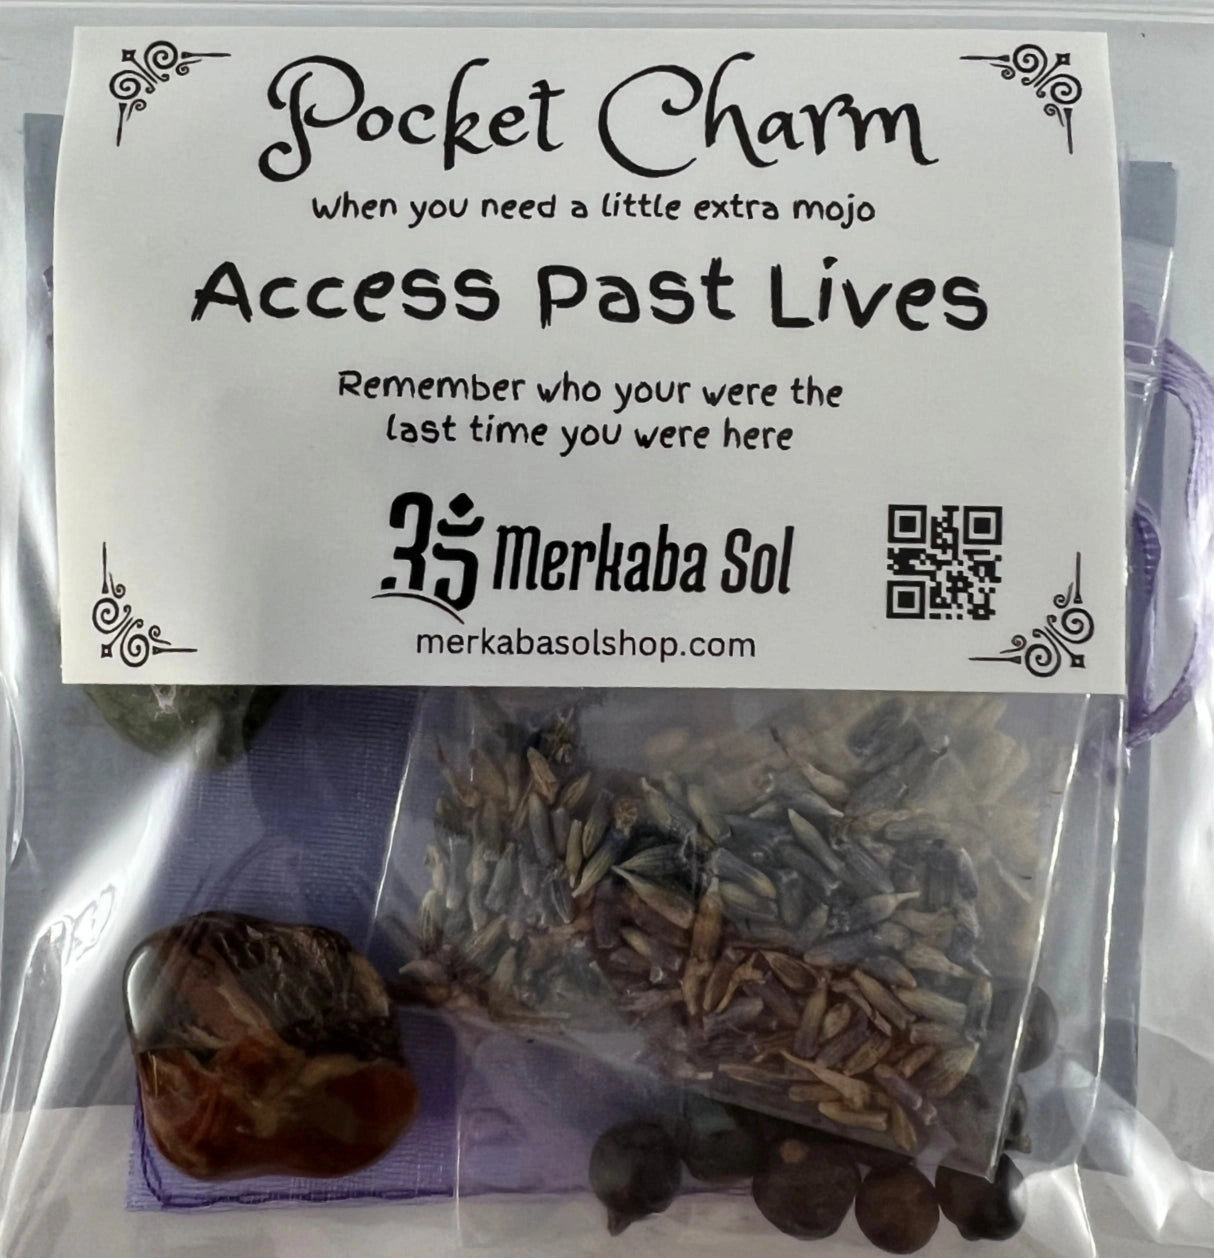 Pocket Charm
when you need a little extra mojo
Access Past Lives
Remember who your were the
last time you were here
ॐ Merkaba Sol
merkabasolshop.com